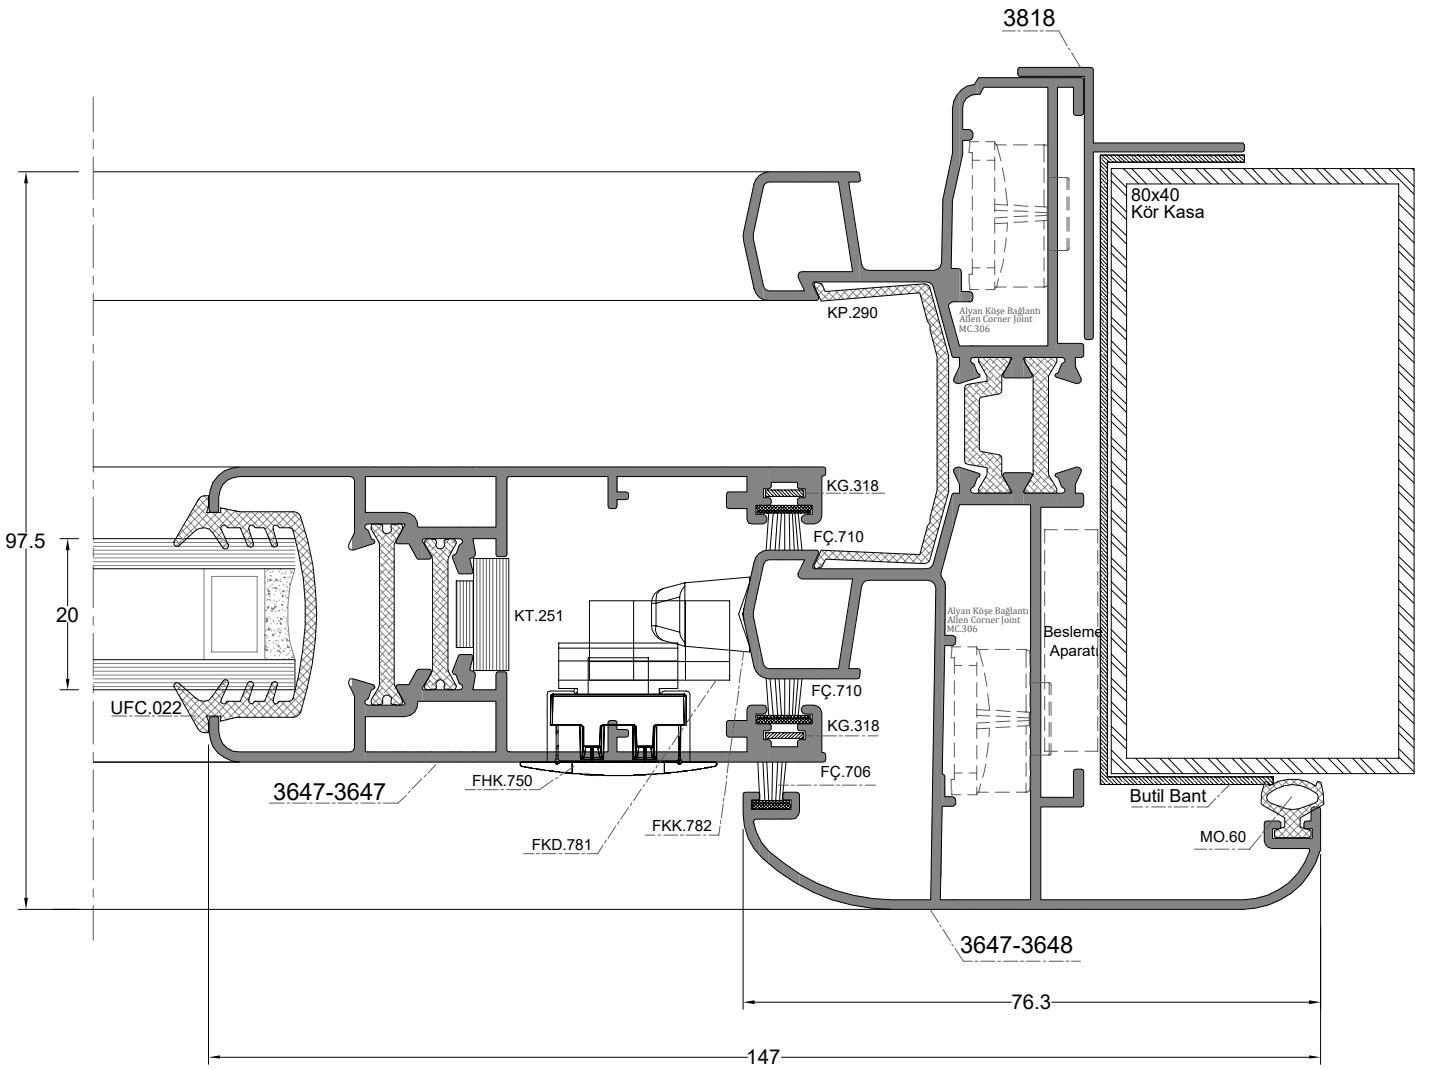 3818
80x40
Kör Kasa
KP.290
Alyan Köşe Bağlantı
Allen Corner Joint
MC.306
KG.318
FÇ.710
97.5
20
KT.251
Alyan Köşe Bağlantı
Allen Corner Joint
MC.306
Besleme
Aparatı
UFC.022
FÇ.710
KG.318
FÇ.706
FHK.750
3647-3647
Butil Bant
FKK.782
FKD.781
MO.60
3647-3648
76.3
147